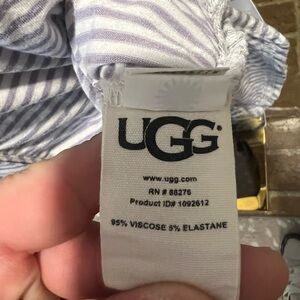 UGG
www.ugg.com
RN # 88276
Product ID# 1092612
95% VISCOSE 5% ELASTANE